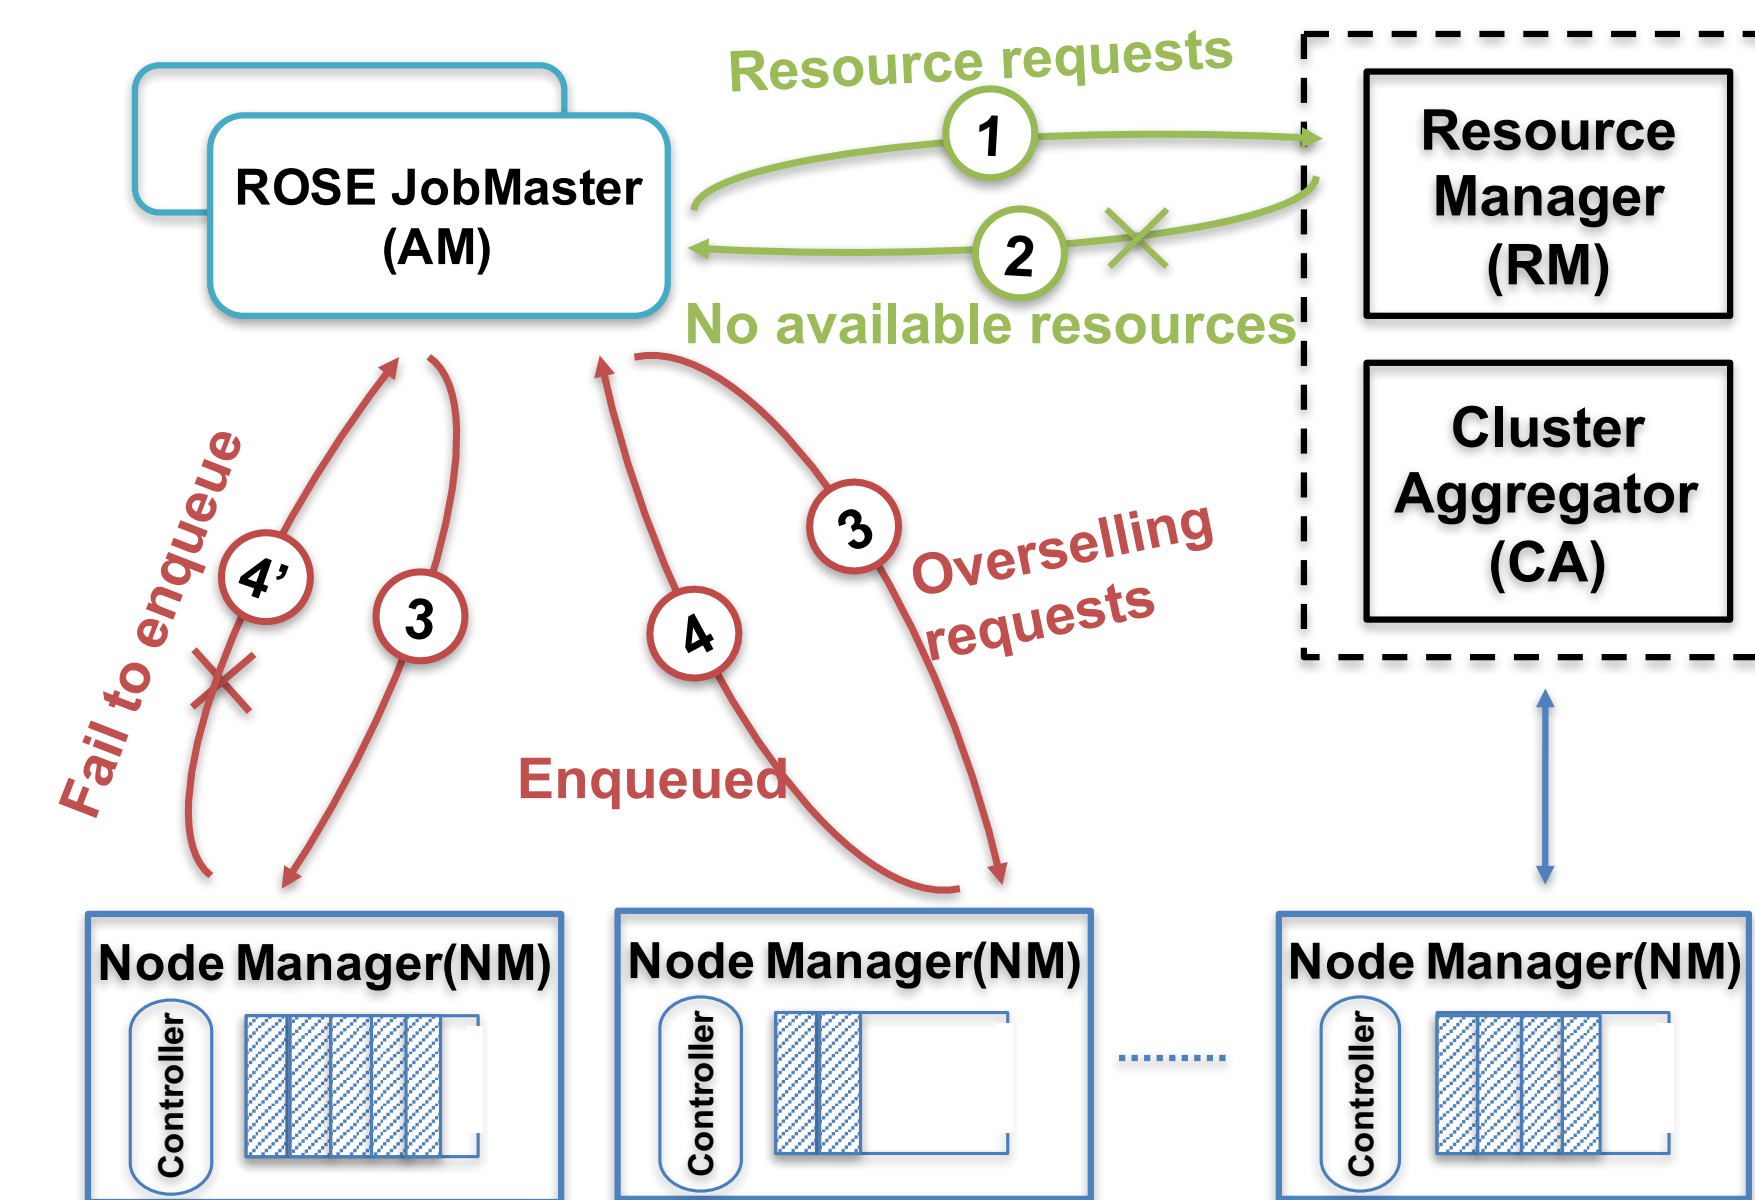 Resource requests
1
ROSE JobMaster
(AM)
2
No available resources
Resource
Manager
(RM)
Cluster
Aggregator
(CA)
Fail to enqueue
4’
3
4
3
Overselling
requests
Enqueued
Node Manager(NM)
Controller
Node Manager(NM)
Controller
Node Manager(NM)
Controller